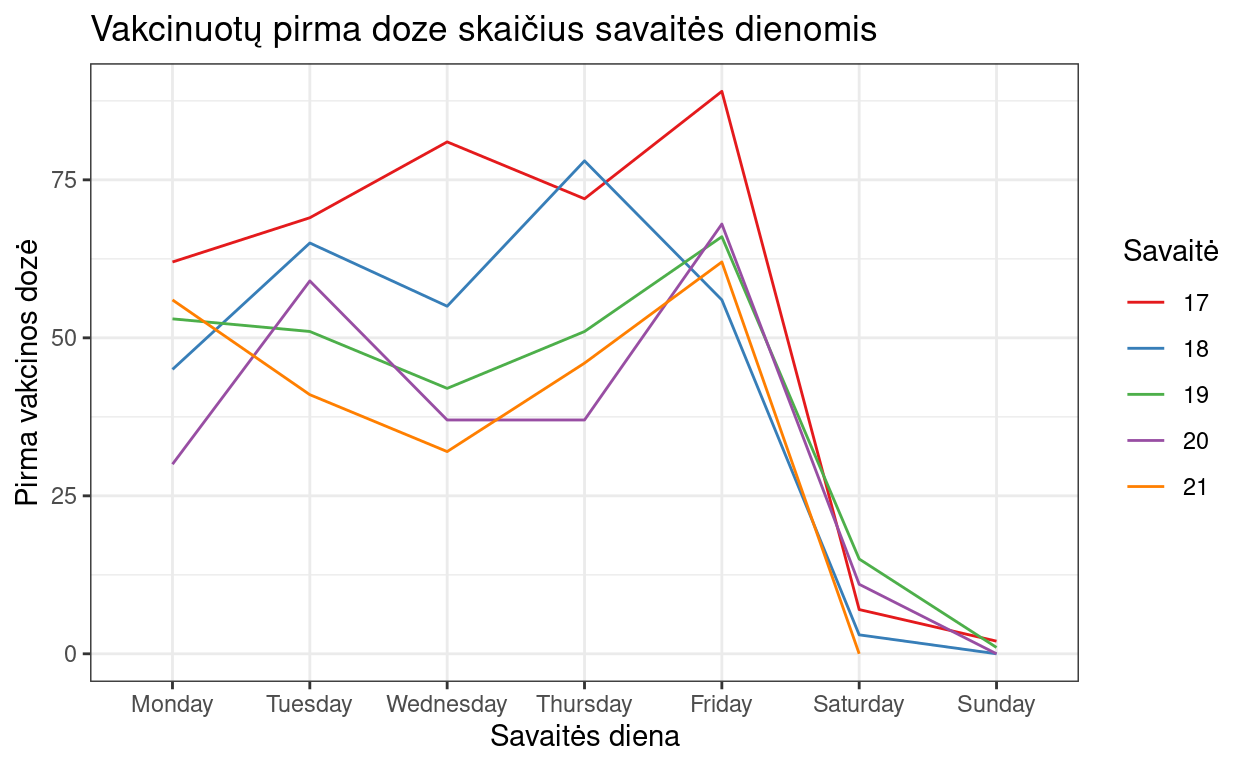 Vakcinuotų pirma doze skaičius savaitės dienomis
Pirma vakcinos dozė
75
50
25
0
Monday Tuesday Wednesday Thursday Friday Saturday Sunday
Savaitės diena
Savaitė
17
18
19
20
21